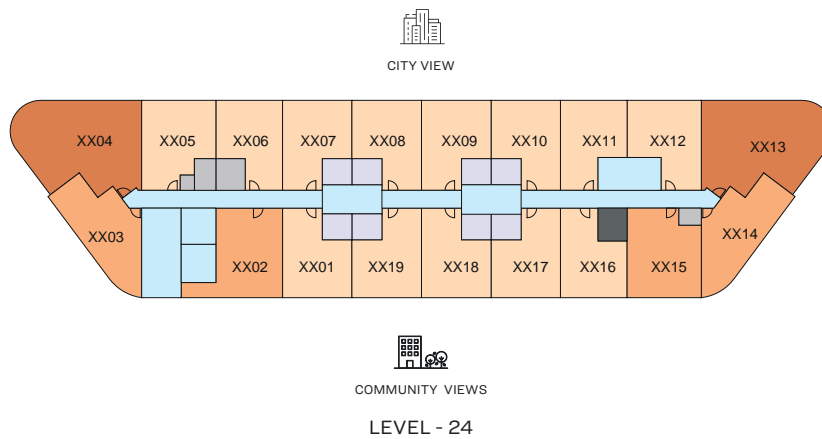 CITY VIEW
XX04
XX05
XX06
XX07
XX08
XX09
XX10
XX11
XX12
XX13
XX03
XX02
XX01
XX19
XX18
XX17
XX16
XX15
XX14
COMMUNITY VIEWS
LEVEL - 24